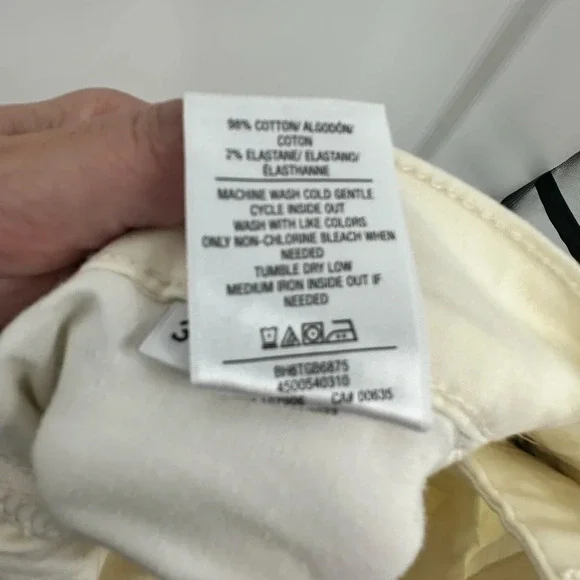 98% COTTON/ ALGODÓN/
COTON
2% ELASTANE/ ELASTANO/
ÉLASTHANNE
MACHINE WASH COLD GENTLE
CYCLE INSIDE OUT
WASH WITH LIKE COLORS
ONLY NON-CHLORINE BLEACH WHEN
NEEDED
TUMBLE DRY LOW
MEDIUM IRON INSIDE OUT IF
NEEDED
BH8TGB6875
4500540310
CA# 00635